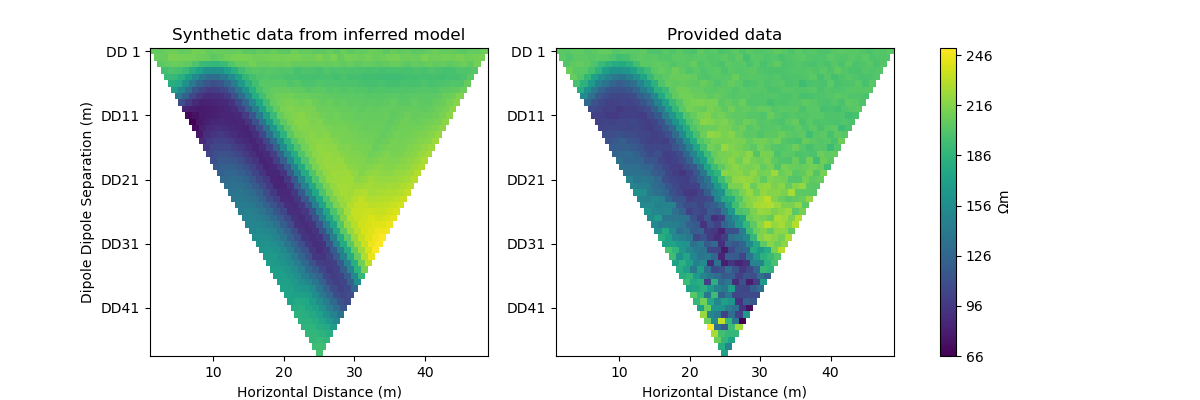 Synthetic data from inferred model
Provided data
DD 1
DD11
DD21
DD31
DD41
Dipole Dipole Separation (m)
10 20 30 40
Horizontal Distance (m)
DD 1
DD11
DD21
DD31
DD41
10 20 30 40
Horizontal Distance (m)
246
216
186
156
126
96
66
Ωm